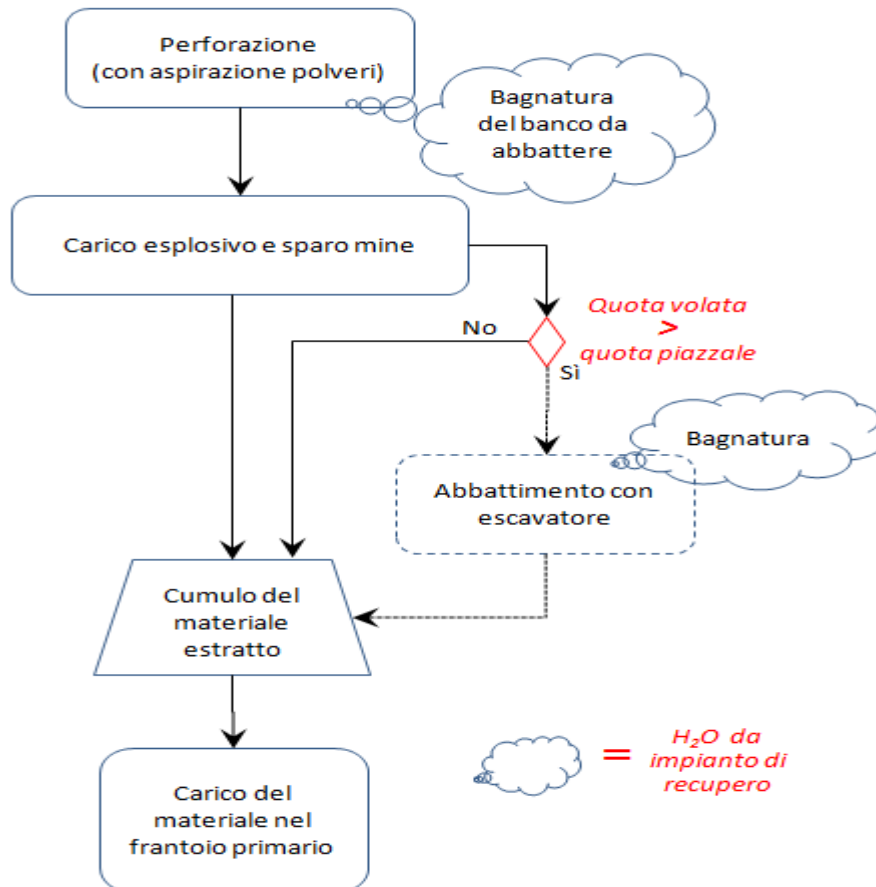 Perforazione
(con aspirazione polveri)
Bagnatura
del banco da
abbattere
Carico esplosivo e sparo mine
No
Quota volata
>
quota piazzale
Sì
Bagnatura
Abbattimento con
escavatore
Cumulo del
materiale
estratto
= H₂O da
impianto di
recupero
Carico del
materiale nel
frantoio primario